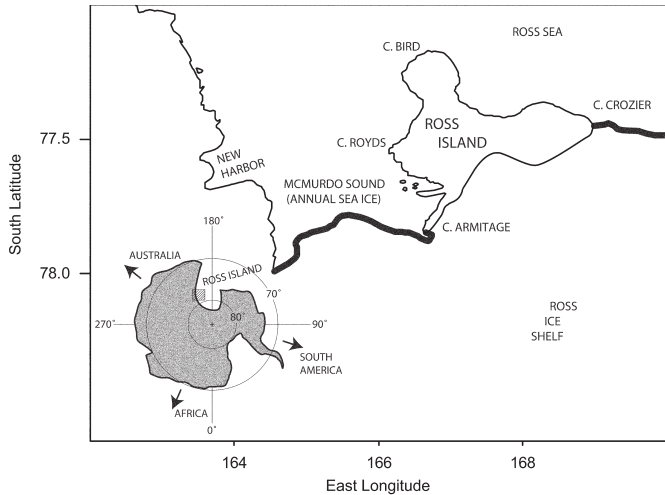 ROSS SEA
C. BIRD
C. CROZIER
ROSS
ISLAND
C. ROYDS
77.5
NEW
HARBOR
MCMURDO SOUND
(ANNUAL SEA ICE)
C. ARMITAGE
South Latitude
78.0
180°
AUSTRALIA
ROSS ISLAND
70°
80°
270°
90°
SOUTH
AMERICA
AFRICA
0°
ROSS
ICE
SHELF
164
166
168
East Longitude